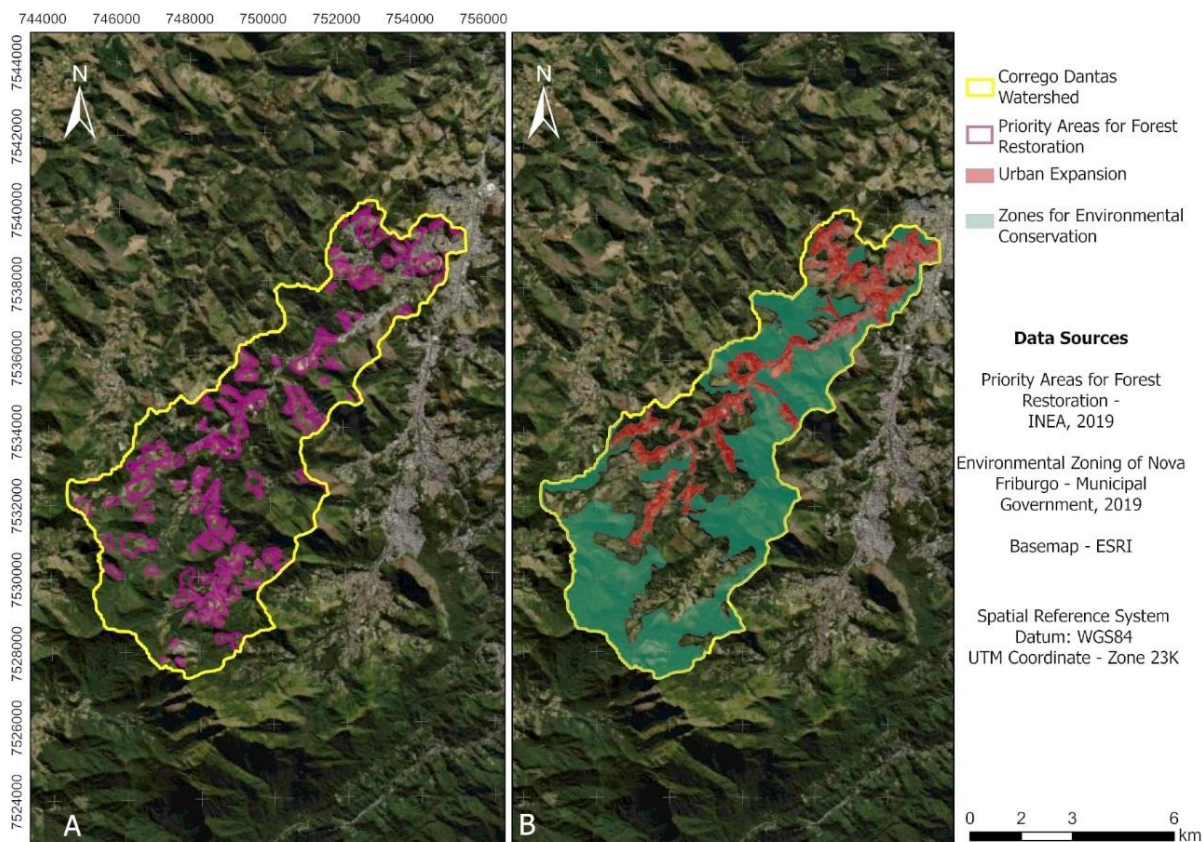 744000 746000 748000 750000 752000 754000 756000
7544000
7542000
7540000
7538000
7536000
7534000
7532000
7530000
7528000
7526000
7524000
N
A
N
B
Corrego Dantas
Watershed
Priority Areas for Forest
Restoration
Urban Expansion
Zones for Environmental
Conservation
Data Sources
Priority Areas for Forest
Restoration -
INEA, 2019
Environmental Zoning of Nova
Friburgo - Municipal
Government, 2019
Basemap - ESRI
Spatial Reference System
Datum: WGS84
UTM Coordinate - Zone 23K
0 2 3 6
km